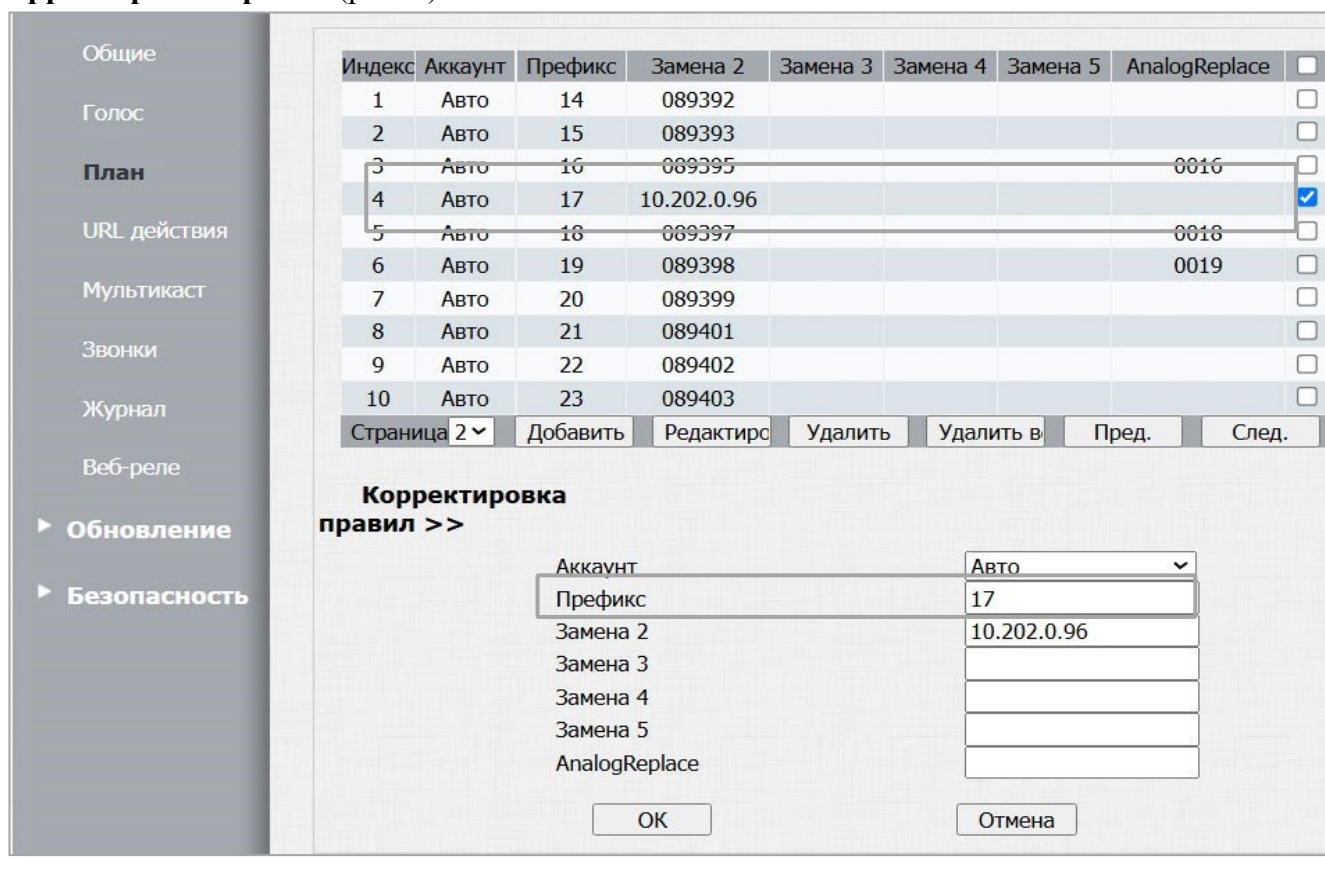 Общие
Голос
План
URL действия
Мультикаст
Звонки
Журнал
Веб-реле
Обновление
Безопасность
Индекс Аккаунт Префикс Замена 2 Замена 3 Замена 4 Замена 5 AnalogReplace
1 Авто 14 089392
2 Авто 15 089393
3 Авто 16 089395 0016
4 Авто 17 10.202.0.96
5 Авто 18 089397 0018
6 Авто 19 089398 0019
7 Авто 20 089399
8 Авто 21 089401
9 Авто 22 089402
10 Авто 23 089403
Страница 2 Добавить Редактиро Удалить Удалить в Пред. След.
Корректировка
правил >>
Аккаунт Авто
Префикс 17
Замена 2 10.202.0.96
Замена 3
Замена 4
Замена 5
AnalogReplace
ОК Отмена